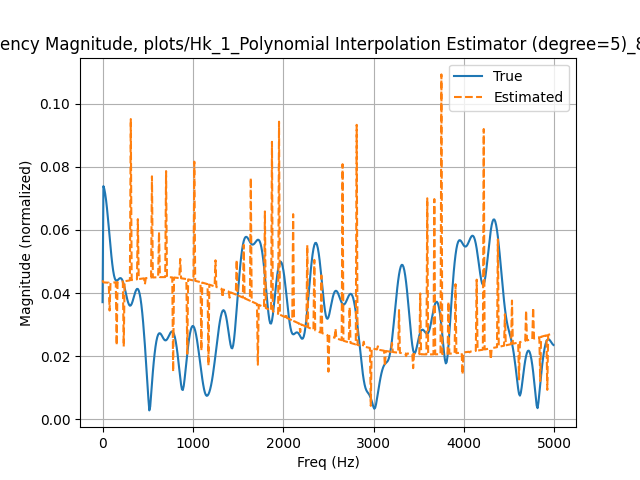 ency Magnitude, plots/Hk_1_Polynomial Interpolation Estimator (degree=5)_8
True
Estimated
0.10
0.08
0.06
0.04
0.02
0.00
Magnitude (normalized)
0 1000 2000 3000 4000 5000
Freq (Hz)